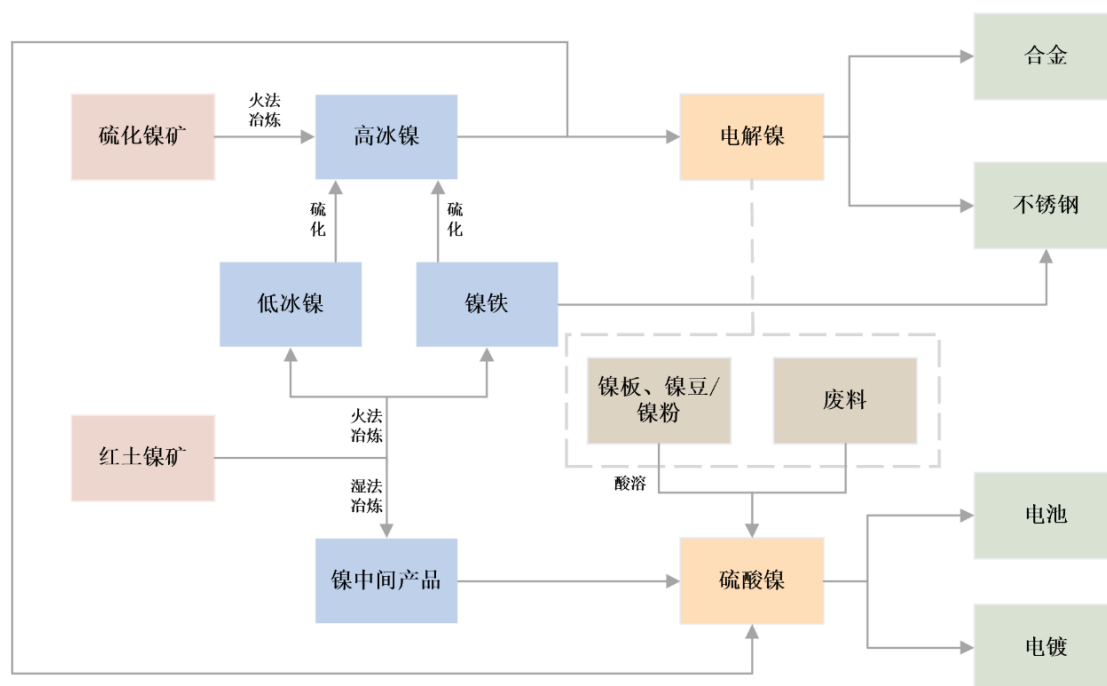 合金
火法
冶炼
硫化镍矿
高冰镍
电解镍
硫
化
硫
化
不锈钢
低冰镍
镍铁
镍板、镍豆/
镍粉
废料
火法
冶炼
红土镍矿
湿法
冶炼
酸溶
电池
镍中间产品
硫酸镍
电镀